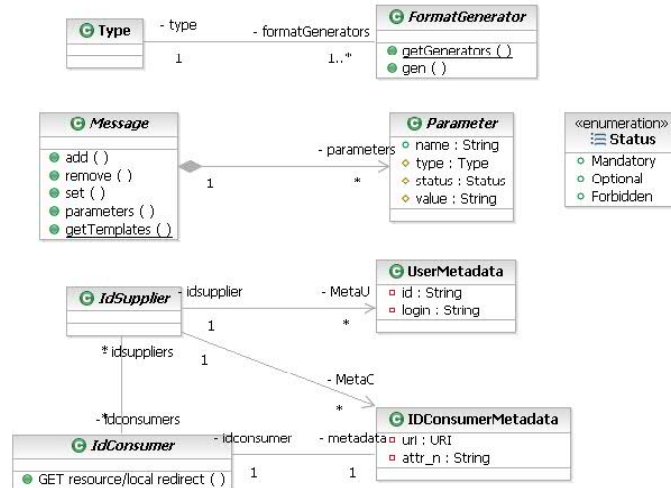 - type
- formatGenerators
Type
1
1..*
FormatGenerator
getGenerators ( )
gen ( )
Message
add ( )
remove ( )
set ( )
parameters ( )
getTemplates ( )
1
- parameters
*
Parameter
name : String
type : Type
status : Status
value : String
«enumeration»
Status
Mandatory
Optional
Forbidden
IdSupplier
- idsupplier
1
- MetaU
*
UserMetadata
id : String
login : String
* idsuppliers
1
- MetaC
*
- idconsumers
*
IdConsumer
GET resource/local redirect ( )
- idconsumer
1
- metadata
1
IDConsumerMetadata
uri : URI
attr_n : String